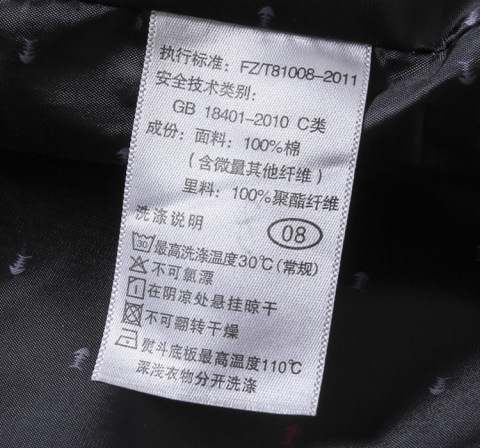 执行标准：FZ/T81008-2011
安全技术类别：
GB 18401-2010 C类
成份：面料：100%棉
（含微量其他纤维）
里料：100%聚酯纤维
洗涤说明 08
30 最高洗涤温度30℃(常规)
不可氯漂
在阴凉处悬挂晾干
不可翻转干燥
熨斗底板最高温度110℃
深浅衣物分开洗涤